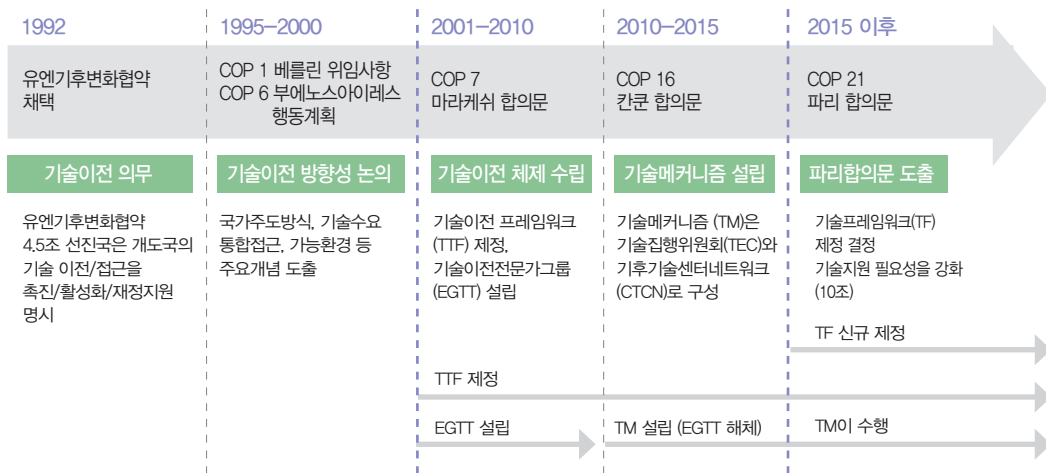 1992
1995–2000
2001–2010
2010–2015
2015 이후
유엔기후변화협약
채택
COP 1 베를린 위임사항
COP 6 부에노스아이레스
행동계획
COP 7
마라케쉬 합의문
COP 16
칸쿤 합의문
COP 21
파리 합의문
기술이전 의무
기술이전 방향성 논의
기술이전 체제 수립
기술메커니즘 설립
파리합의문 도출
유엔기후변화협약
4.5조 선진국은 개도국의
기술 이전/접근을
촉진/활성화/재정지원
명시
국가주도방식, 기술수요
통합접근, 가능환경 등
주요개념 도출
기술이전 프레임워크
(TTF) 제정,
기술이전전문가그룹
(EGTT) 설립
기술메커니즘 (TM)은
기술집행위원회(TEC)와
기후기술센터네트워크
(CTCN)로 구성
기술프레임워크(TF)
제정 결정
기술지원 필요성을 강화
(10조)
TF 신규 제정
TTF 제정
EGTT 설립
TM 설립 (EGTT 해체)
TM이 수행